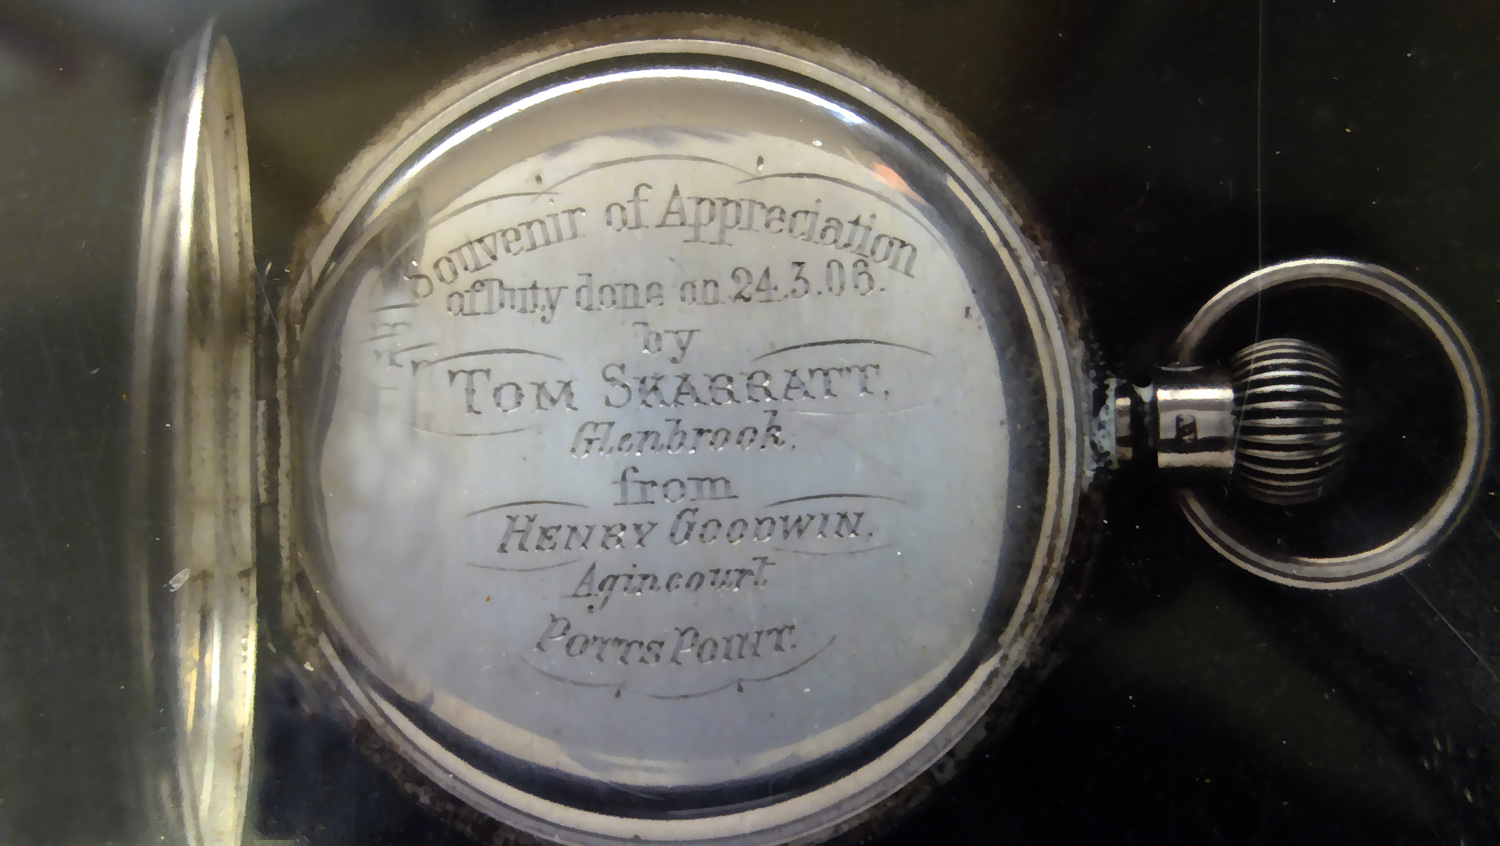 Souvenir of Appreciation
of Duty done on 24.3.06.
by
TOM SKARRATT,
Glenbrook.
from
HENRY GOODWIN.
Agincourt
POTTS POINT.